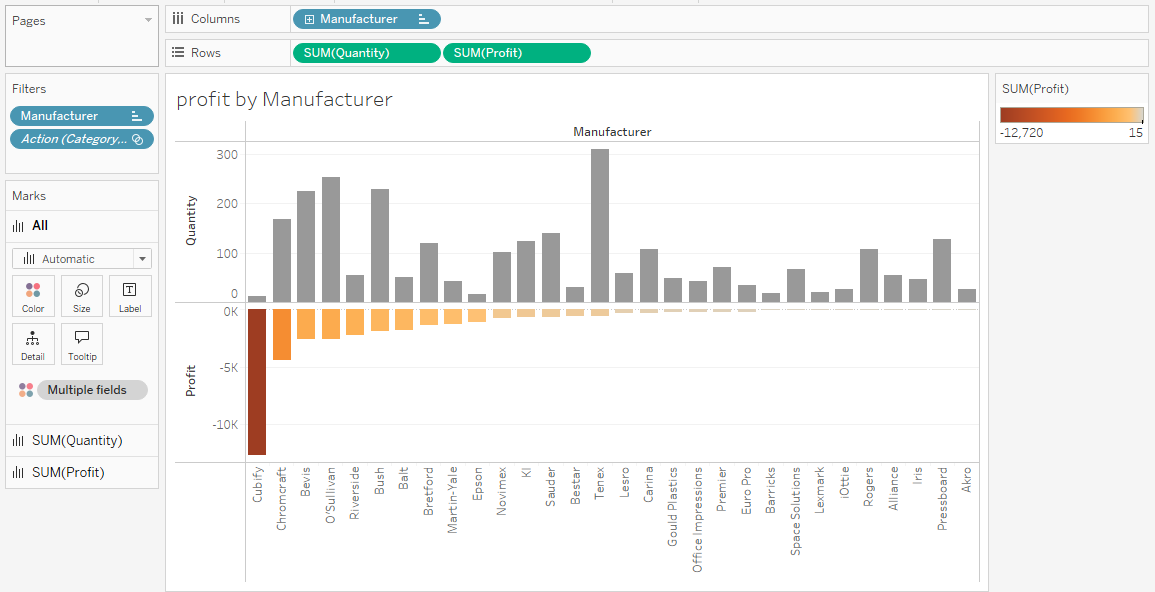 Pages
Columns
Manufacturer
Rows
SUM(Quantity)
SUM(Profit)
Filters
Manufacturer
Action (Category,..
Marks
All
Automatic
Color
Size
Label
Detail
Tooltip
Multiple fields
SUM(Quantity)
SUM(Profit)
profit by Manufacturer
Manufacturer
Quantity
300
200
100
0
Profit
0K
-5K
-10K
Cubify
Chromcraft
Bevis
O'Sullivan
Riverside
Bush
Balt
Bretford
Martin-Yale
Epson
Novimex
KI
Sauder
Bestar
Tenex
Lesro
Carina
Gould Plastics
Office Impressions
Premier
Euro Pro
Barricks
Space Solutions
Lexmark
iOttie
Rogers
Alliance
Iris
Pressboard
Akro
SUM(Profit)
-12,720
15